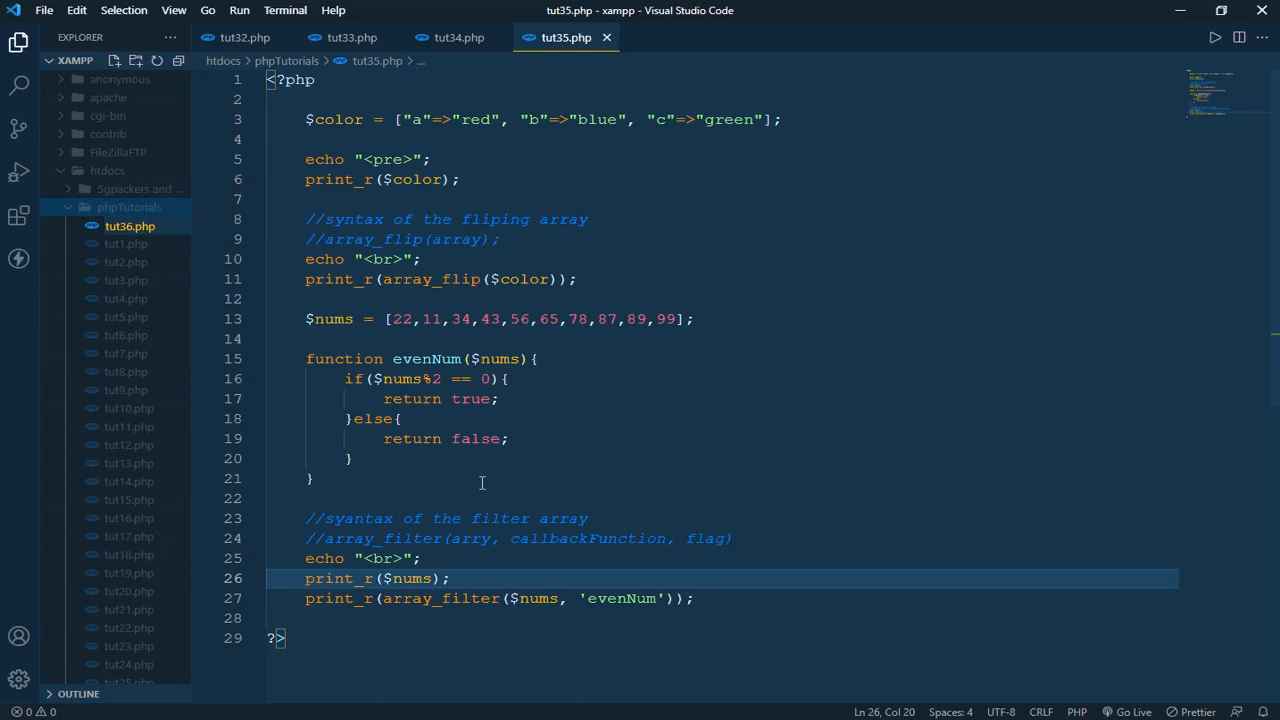 File Edit Selection View Go Run Terminal Help tut35.php - xampp - Visual Studio Code
EXPLORER
tut32.php tut33.php tut34.php tut35.php
XAMPP
htdocs > phpTutorials > tut35.php > ...
anonymous
apache
cgi-bin
contrib
FileZillaFTP
htdocs
5gpackers and ...
phpTutorials
tut36.php
tut1.php
tut2.php
tut3.php
tut4.php
tut5.php
tut6.php
tut7.php
tut8.php
tut9.php
tut10.php
tut11.php
tut12.php
tut13.php
tut14.php
tut15.php
tut16.php
tut17.php
tut18.php
tut19.php
tut20.php
tut21.php
tut22.php
tut23.php
tut24.php
tut25.php
OUTLINE
1 <?php
2
3 $color = ["a"=>"red", "b"=>"blue", "c"=>"green"];
4
5 echo "<pre>";
6 print_r($color);
7
8 //syntax of the fliping array
9 //array_flip(array);
10 echo "<br>";
11 print_r(array_flip($color));
12
13 $nums = [22,11,34,43,56,65,78,87,89,99];
14
15 function evenNum($nums){
16 if($nums%2 == 0){
17 return true;
18 }else{
19 return false;
20 }
21 }
22
23 //syantax of the filter array
24 //array_filter(arry, callbackFunction, flag)
25 echo "<br>";
26 print_r($nums);
27 print_r(array_filter($nums, 'evenNum'));
28
29 ?>
0 0 Ln 26, Col 20 Spaces: 4 UTF-8 CRLF PHP Go Live Prettier